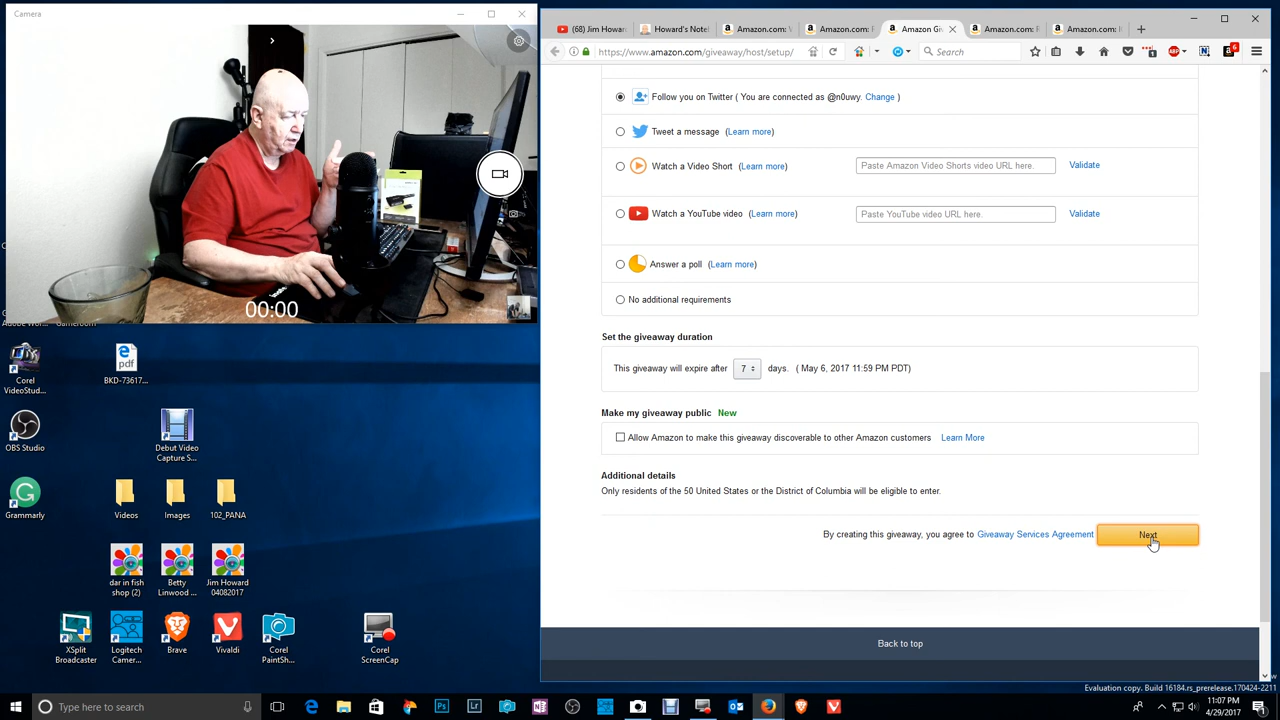 Camera
00:00
(68) Jim Howard
Howard's Note
Amazon.com:
Amazon.com:
Amazon Giv
Amazon.com:
Amazon.com:
https://www.amazon.com/giveaway/host/setup/
Search
6
Follow you on Twitter ( You are connected as @n0uwy. Change )
Tweet a message (Learn more)
Watch a Video Short (Learn more)
Paste Amazon Video Shorts video URL here.
Validate
Watch a YouTube video (Learn more)
Paste YouTube video URL here.
Validate
Answer a poll (Learn more)
No additional requirements
Set the giveaway duration
This giveaway will expire after 7 days. ( May 6, 2017 11:59 PM PDT)
Make my giveaway public New
Allow Amazon to make this giveaway discoverable to other Amazon customers Learn More
Additional details
Only residents of the 50 United States or the District of Columbia will be eligible to enter.
By creating this giveaway, you agree to Giveaway Services Agreement
Next
Back to top
Corel
VideoStud...
BKD-73617...
OBS Studio
Debut Video
Capture S...
Grammarly
Videos
Images
102_PANA
dar in fish
shop (2)
Betty
Linwood ...
Jim Howard
04082017
XSplit
Broadcaster
Logitech
Camer...
Brave
Vivaldi
Corel
PaintSh...
Corel
ScreenCap
Evaluation copy. Build 16184.rs_prerelease.170424-2211
Type here to search
11:07 PM
4/29/2017